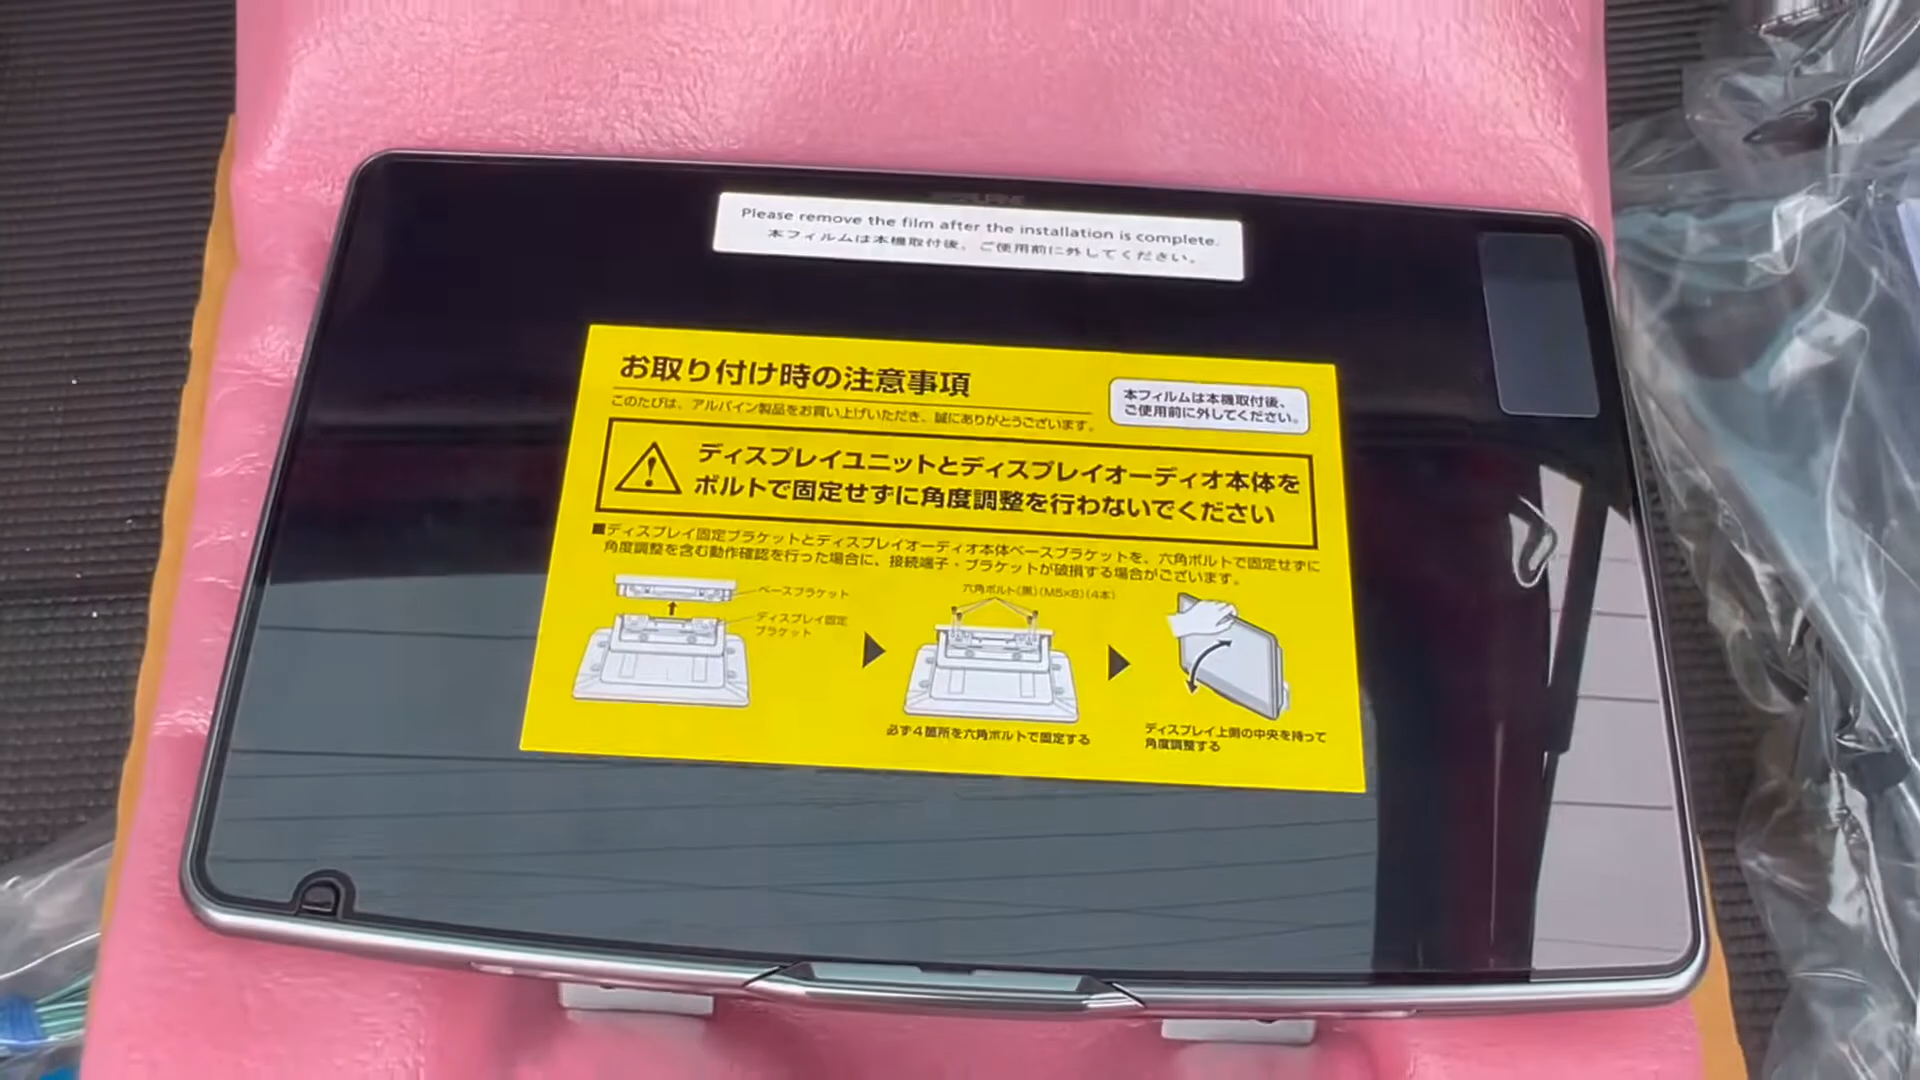 Please remove the film after the installation is complete.
本フィルムは本機取付後、ご使用前に外してください。
お取り付け時の注意事項
このたびは、アルパイン製品をお買い上げいただき、誠にありがとうございます。
本フィルムは本機取付後、
ご使用前に外してください。
ディスプレイユニットとディスプレイオーディオ本体を
ボルトで固定せずに角度調整を行わないでください
■ディスプレイ固定ブラケットとディスプレイオーディオ本体ベースブラケットを、六角ボルトで固定せずに
角度調整を含む動作確認を行った場合に、接続端子・ブラケットが破損する場合がございます。
ベースブラケット
ディスプレイ固定
ブラケット
六角ボルト(黒)(M5×8)(4本)
必ず4箇所を六角ボルトで固定する
ディスプレイ上側の中央を持って
角度調整する